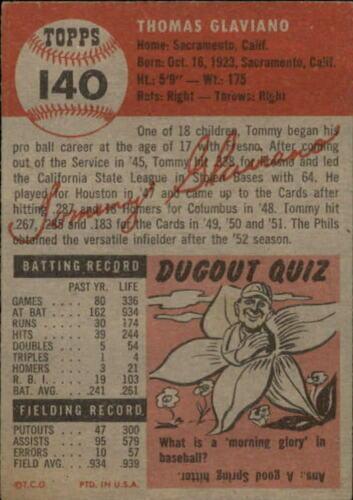 TOPPS
140
THOMAS GLAVIANO
Home: Sacramento, Calif.
Born: Oct. 16, 1923, Sacramento, Calif.
Ht.: 5'9" — Wt.: 175
Bats: Right — Throws: Right
One of 18 children, Tommy began his
pro ball career at the age of 17 with Fresno. After coming
out of the Service in '45, Tommy hit .338 for Fresno and led
the California State League in Stolen Bases with 64. He
played for Houston in '47 and came up to the Cards after
hitting .287 and Homers for Columbus in '48. Tommy hit
.267, .285 and .183 for the Cards in '49, '50 and '51. The Phils
obtained the versatile infielder after the '52 season.
Tommy Glaviano
BATTING RECORD
PAST YR. LIFE
GAMES 80 336
AT BAT 162 934
RUNS 30 174
HITS 39 244
DOUBLES 5 54
TRIPLES 1 4
HOMERS 3 21
R. B. I. 19 103
BAT. AVG. .241 .261
FIELDING RECORD
PUTOUTS 47 300
ASSISTS 95 579
ERRORS 10 57
FIELD AVG. .934 .939
©T.C.G PTD. IN U.S.A.
DUGOUT QUIZ
What is a 'morning glory' in
baseball?
Ans.: A good Spring hitter.